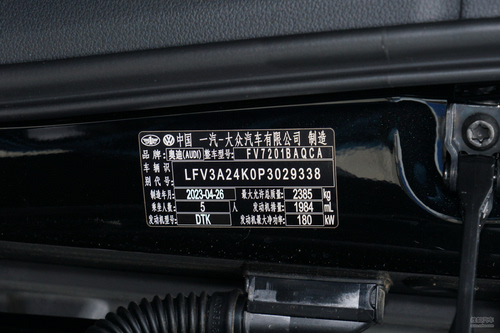 中国 一汽-大众汽车有限公司 制造
品牌 奥迪(AUDI) 整车型号 FV7201BAQCA
车辆识别代号 LFV3A24K0P3029338
制造年月 2023-04-26 最大允许总质量 2385 kg
乘坐人数 5 人 发动机排量 1984 mL
发动机型号 DTK 发动机最大净功率 180 kW